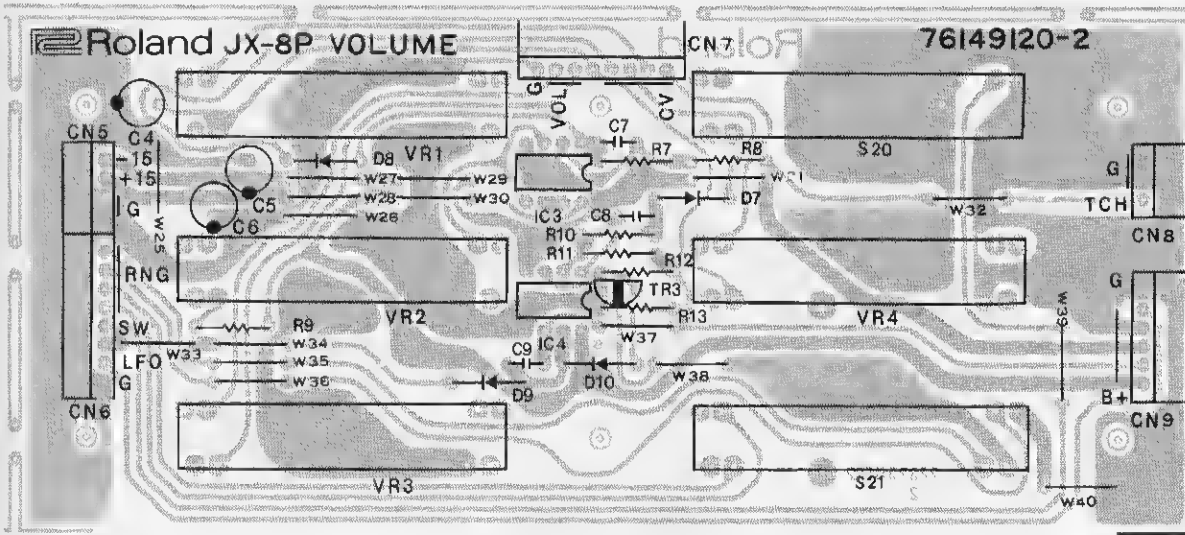 Roland JX-8P VOLUME
CN7
Roland
76149120-2
G
VOL
CV
C4
CN5
-15
+15
G
W25
C5
C6
D8
W27
W28
W26
VR1
W29
W30
C7
R7
R8
W21
D7
S20
W32
G
TCH
CN8
IC3
C8
R10
R11
R12
TR3
R13
W37
RNG
SW
W33
LFO
G
CN6
VR2
R9
W34
W35
W36
C9
IC4
D9
D10
W38
VR4
W39
G
B+
CN9
VR3
S21
W40